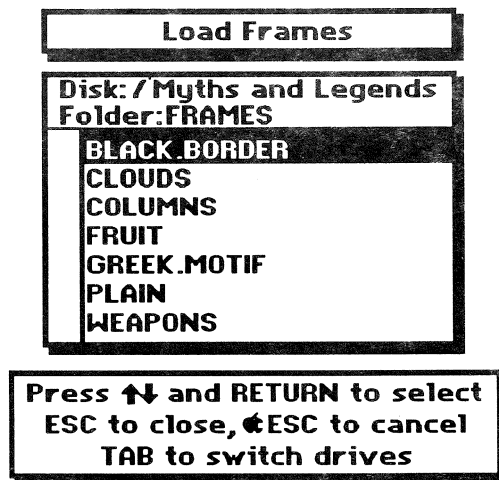 Load Frames
Disk:/Myths and Legends
Folder:FRAMES
BLACK.BORDER
CLOUDS
COLUMNS
FRUIT
GREEK.MOTIF
PLAIN
WEAPONS
Press ↑↓ and RETURN to select
ESC to close, ESC to cancel
TAB to switch drives